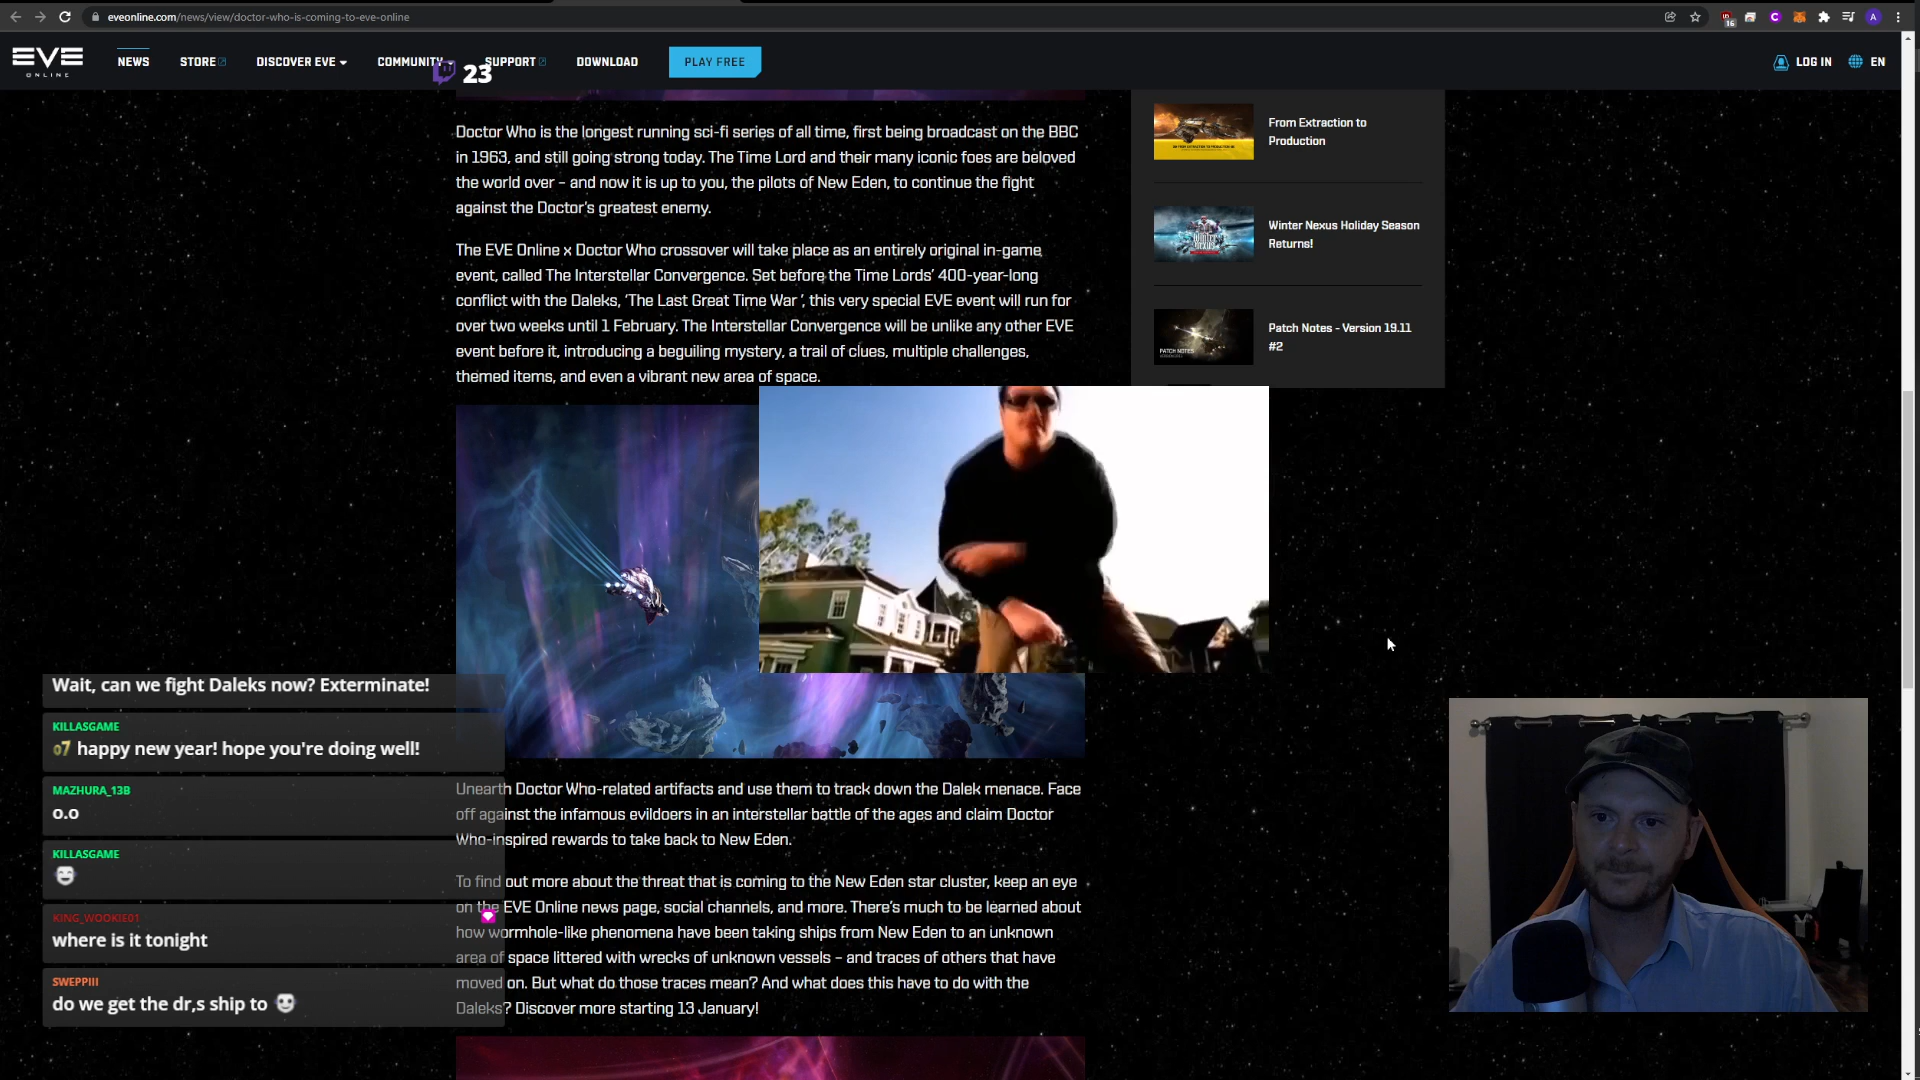 eveonline.com/news/view/doctor-who-is-coming-to-eve-online
16
A
EVE
ONLINE
NEWS
STORE
DISCOVER EVE
COMMUNITY
SUPPORT
DOWNLOAD
PLAY FREE
LOG IN
EN
23
Doctor Who is the longest running sci-fi series of all time, first being broadcast on the BBC
in 1963, and still going strong today. The Time Lord and their many iconic foes are beloved
the world over – and now it is up to you, the pilots of New Eden, to continue the fight
against the Doctor's greatest enemy.
The EVE Online x Doctor Who crossover will take place as an entirely original in-game
event, called The Interstellar Convergence. Set before the Time Lords' 400-year-long
conflict with the Daleks, 'The Last Great Time War ', this very special EVE event will run for
over two weeks until 1 February. The Interstellar Convergence will be unlike any other EVE
event before it, introducing a beguiling mystery, a trail of clues, multiple challenges,
themed items, and even a vibrant new area of space.
From Extraction to
Production
Winter Nexus
Winter Nexus Holiday Season
Returns!
PATCH NOTES
Patch Notes - Version 19.11
#2
Unearth Doctor Who-related artifacts and use them to track down the Dalek menace. Face
off against the infamous evildoers in an interstellar battle of the ages and claim Doctor
Who-inspired rewards to take back to New Eden.
To find out more about the threat that is coming to the New Eden star cluster, keep an eye
on the EVE Online news page, social channels, and more. There's much to be learned about
how wormhole-like phenomena have been taking ships from New Eden to an unknown
area of space littered with wrecks of unknown vessels – and traces of others that have
moved on. But what do those traces mean? And what does this have to do with the
Daleks? Discover more starting 13 January!
Wait, can we fight Daleks now? Exterminate!
KILLASGAME
o7 happy new year! hope you're doing well!
MAZHURA_13B
o.o
KILLASGAME
KING_WOOKIE01
where is it tonight
SWEPPIII
do we get the dr,s ship to